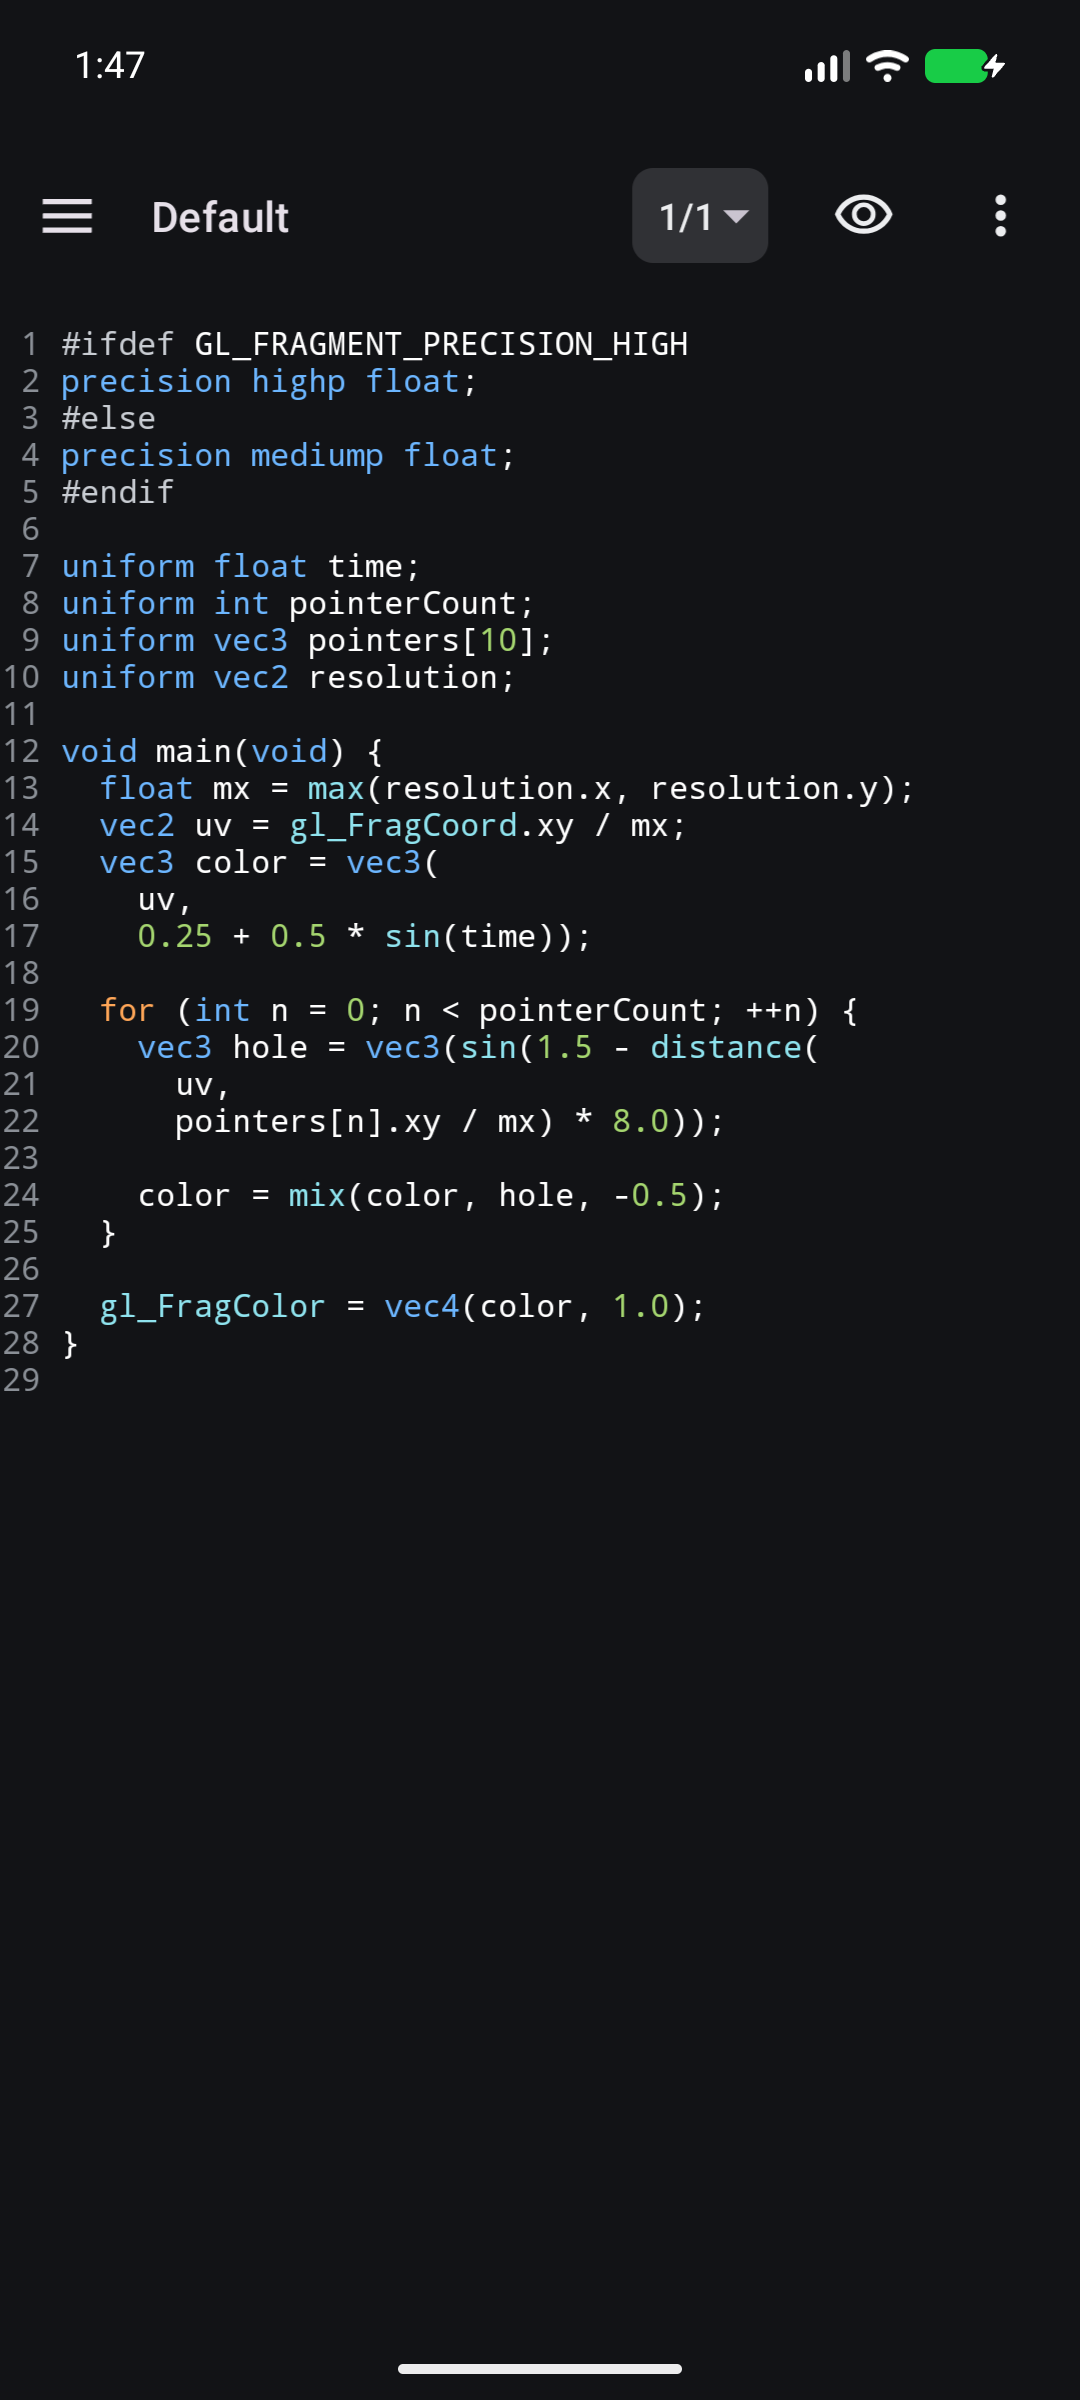 1:47
Default
1/1
1 #ifdef GL_FRAGMENT_PRECISION_HIGH
2 precision highp float;
3 #else
4 precision mediump float;
5 #endif
6
7 uniform float time;
8 uniform int pointerCount;
9 uniform vec3 pointers[10];
10 uniform vec2 resolution;
11
12 void main(void) {
13   float mx = max(resolution.x, resolution.y);
14   vec2 uv = gl_FragCoord.xy / mx;
15   vec3 color = vec3(
16     uv,
17     0.25 + 0.5 * sin(time));
18
19   for (int n = 0; n < pointerCount; ++n) {
20     vec3 hole = vec3(sin(1.5 - distance(
21       uv,
22       pointers[n].xy / mx) * 8.0));
23
24     color = mix(color, hole, -0.5);
25   }
26
27   gl_FragColor = vec4(color, 1.0);
28 }
29